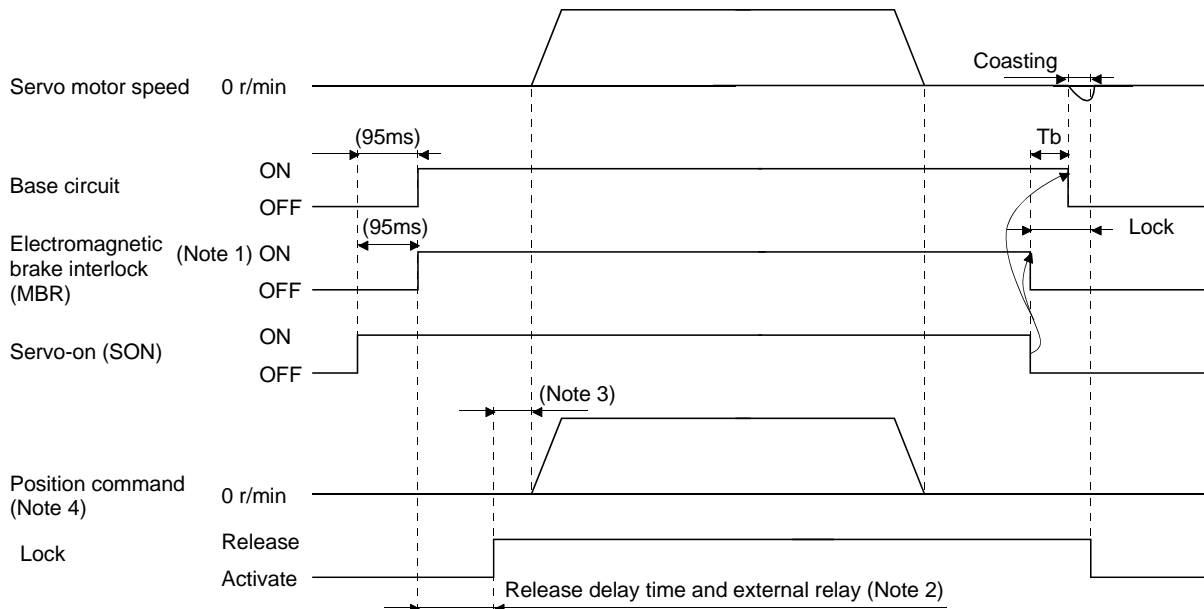 Coasting
Servo motor speed 0 r/min
(95ms)
Tb
Base circuit
ON
OFF
(95ms)
Lock
Electromagnetic
brake interlock
(MBR)
(Note 1) ON
OFF
Servo-on (SON)
ON
OFF
(Note 3)
Position command
(Note 4)
0 r/min
Lock
Release
Activate
Release delay time and external relay (Note 2)